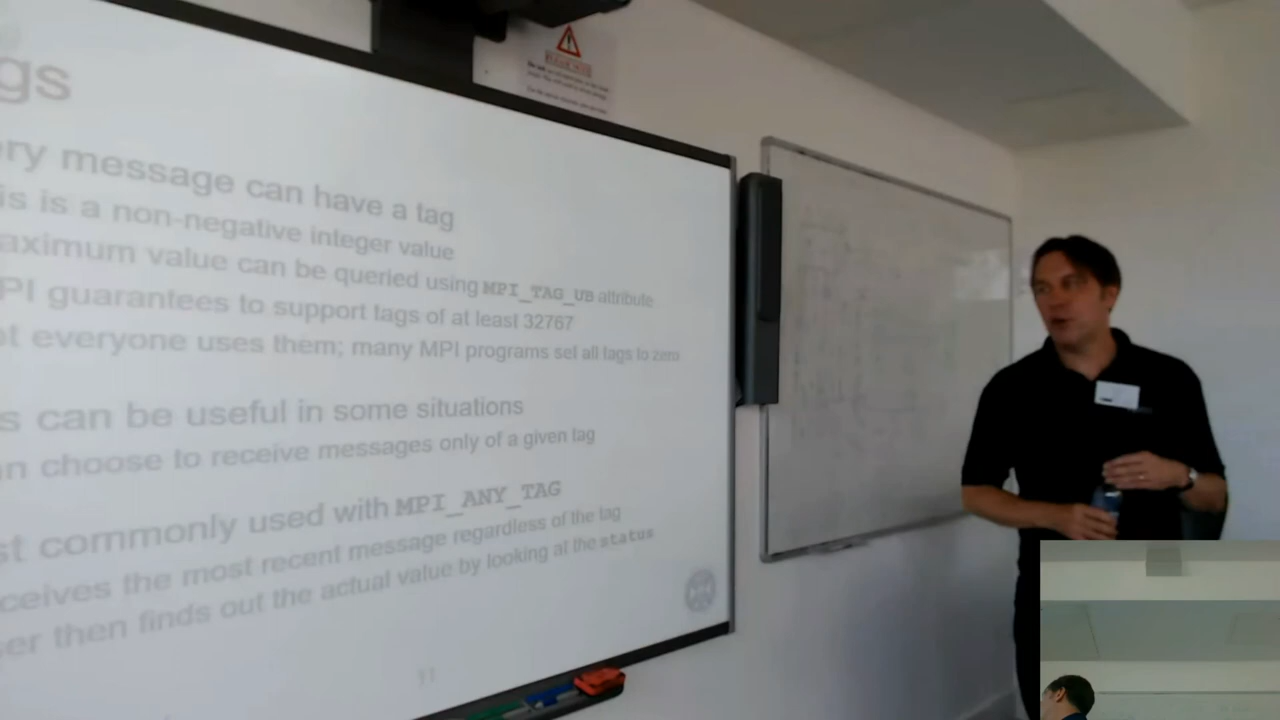 gs
ery message can have a tag
is is a non-negative integer value
aximum value can be queried using MPI_TAG_UB attribute
PI guarantees to support tags of at least 32767
ot everyone uses them; many MPI programs set all tags to zero
s can be useful in some situations
n choose to receive messages only of a given tag
st commonly used with MPI_ANY_TAG
ceives the most recent message regardless of the tag
er then finds out the actual value by looking at the status
11
PLEASE NOTE